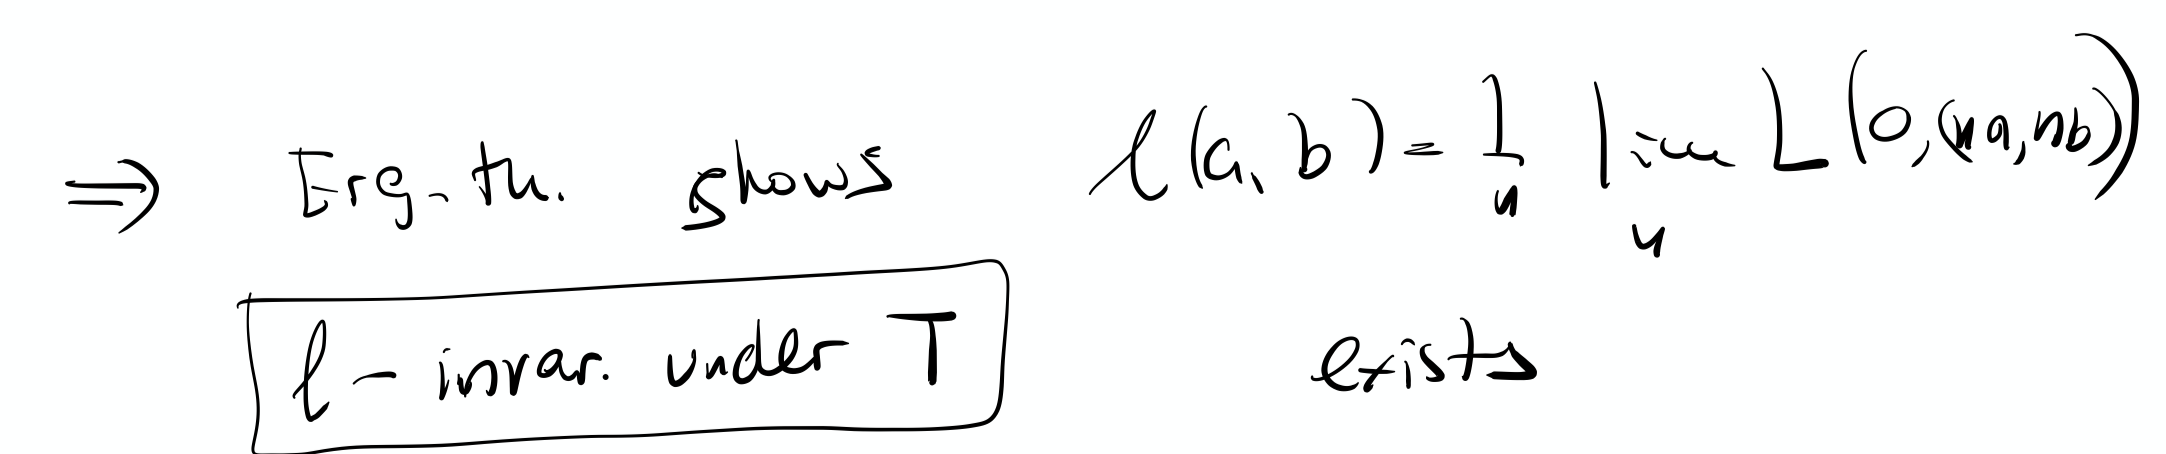 ⇒ Erg. th. shows ℓ(a, b) = 1/n lim_n L(0, (na, nb))
ℓ - invar. under T exists